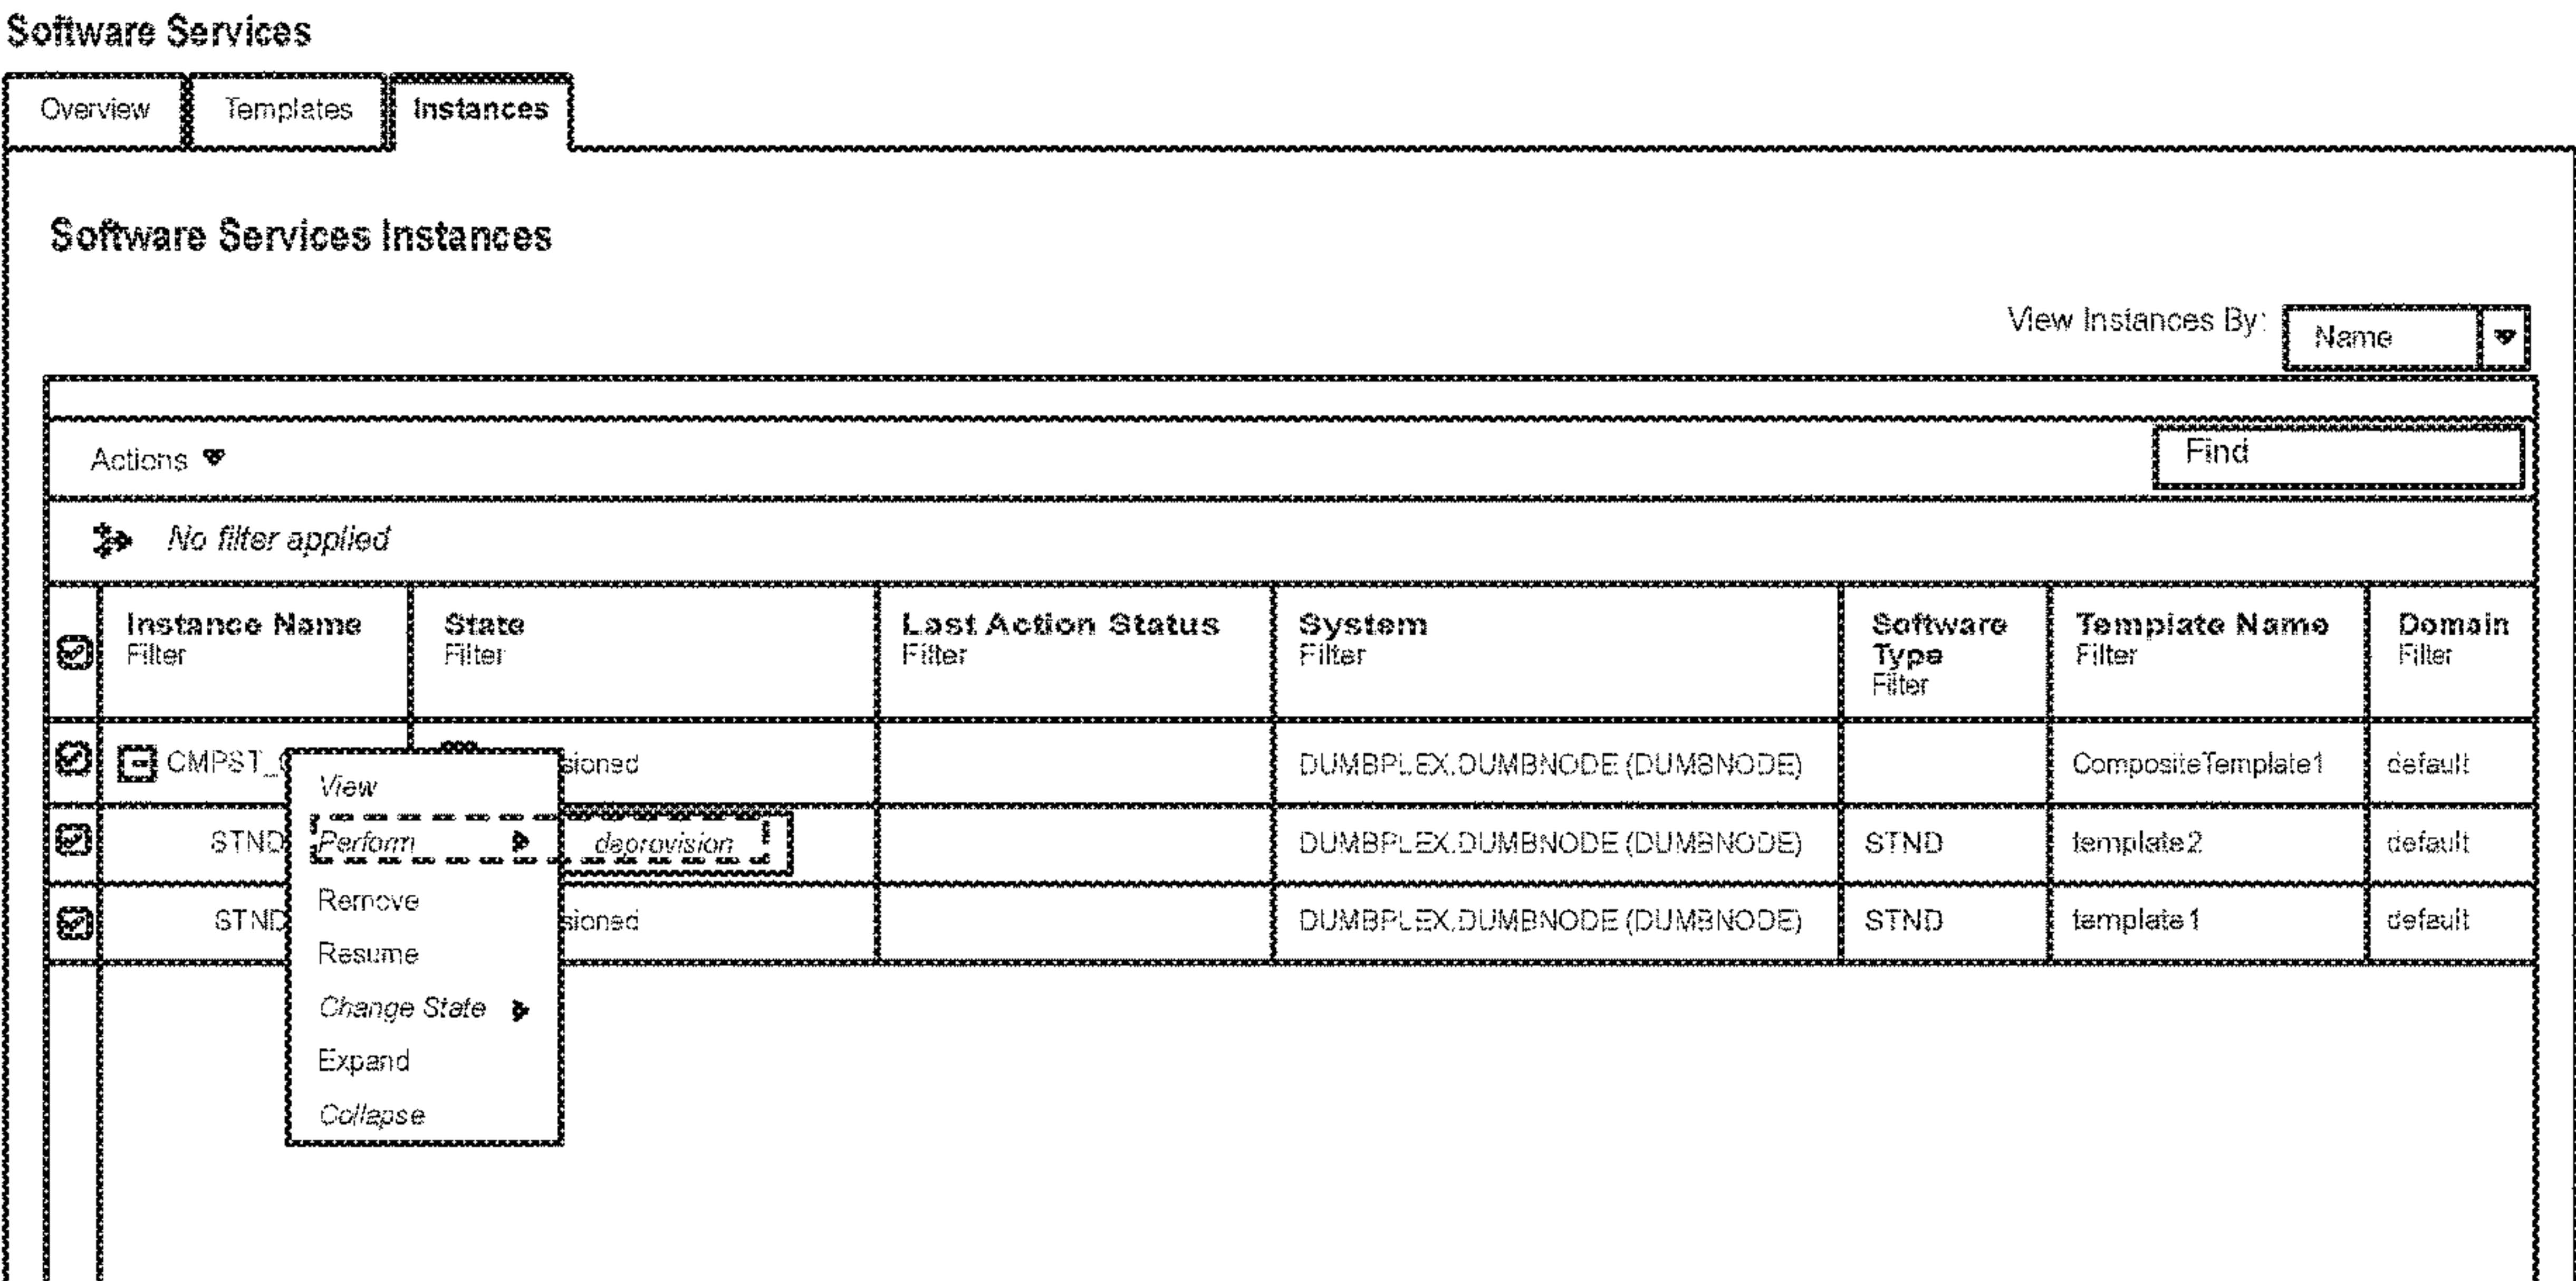 Software Services
Overview Templates Instances
Software Services Instances
View Instances By: Name
Actions Find
No filter applied
Instance Name State Last Action Status System Software Template Name Domain
Filter Filter Filter Filter Type Filter Filter
Filter
CMPST_ sioned DUMBPLEX.DUMBNODE (DUMBNODE) CompositeTemplate1 default
View
STND Perform deprovision DUMBPLEX.DUMBNODE (DUMBNODE) STND template2 default
Remove
STND sioned DUMBPLEX.DUMBNODE (DUMBNODE) STND template1 default
Resume
Change State
Expand
Collapse